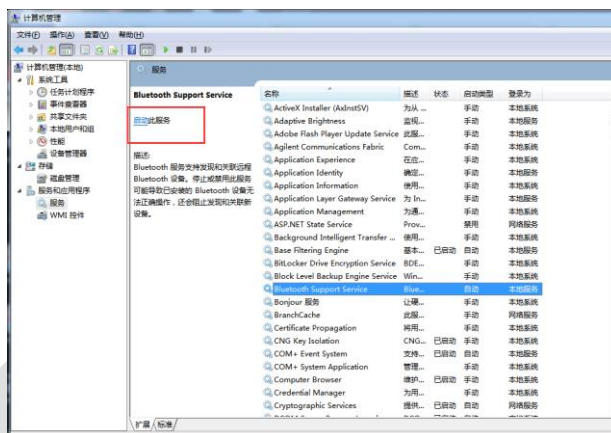 计算机管理
文件(F) 操作(A) 查看(V) 帮助(H)
计算机管理(本地)
系统工具
任务计划程序
事件查看器
共享文件夹
本地用户和组
性能
设备管理器
存储
磁盘管理
服务和应用程序
服务
WMI 控件
服务
Bluetooth Support Service
启动此服务
描述:
Bluetooth 服务支持发现和关联远程
Bluetooth 设备。停止或禁用此服务
可能导致已安装的 Bluetooth 设备无
法正确操作，还会阻止发现和关联新
设备。
名称 描述 状态 启动类型 登录为
ActiveX Installer (AxInstSV) 为从 ... 手动 本地系统
Adaptive Brightness 监视... 手动 本地服务
Adobe Flash Player Update Service 此服... 手动 本地系统
Agilent Communications Fabric Com... 手动 本地系统
Application Experience 在应... 手动 本地系统
Application Identity 确定... 手动 本地服务
Application Information 使用... 手动 本地系统
Application Layer Gateway Service 为 In... 手动 本地服务
Application Management 为通... 手动 本地系统
ASP.NET State Service Prov... 禁用 网络服务
Background Intelligent Transfer ... 使用... 手动 本地系统
Base Filtering Engine 基本... 已启动 自动 本地服务
BitLocker Drive Encryption Service BDE... 手动 本地系统
Block Level Backup Engine Service Win... 手动 本地系统
Bluetooth Support Service Blue... 自动 本地服务
Bonjour 服务 让硬... 手动 本地系统
BranchCache 此服... 手动 网络服务
Certificate Propagation 将用... 手动 本地系统
CNG Key Isolation CNG... 已启动 手动 本地系统
COM+ Event System 支持... 已启动 自动 本地服务
COM+ System Application 管理... 手动 本地系统
Computer Browser 维护... 已启动 手动 本地系统
Credential Manager 为用... 手动 本地系统
Cryptographic Services 提供... 已启动 自动 网络服务
扩展 标准